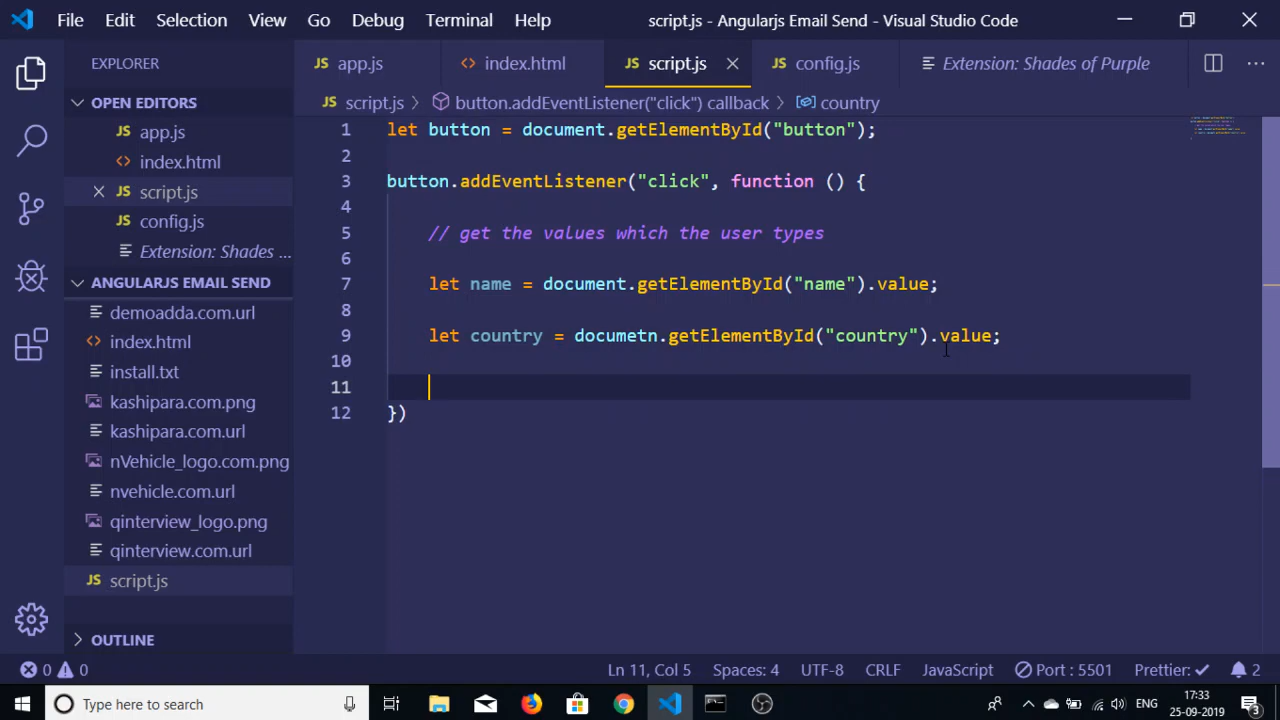 File Edit Selection View Go Debug Terminal Help script.js - Angularjs Email Send - Visual Studio Code
EXPLORER
OPEN EDITORS
JS app.js
<> index.html
JS script.js
JS config.js
Extension: Shades ...
ANGULARJS EMAIL SEND
demoadda.com.url
<> index.html
install.txt
kashipara.com.png
kashipara.com.url
nVehicle_logo.com.png
nvehicle.com.url
qinterview_logo.png
qinterview.com.url
JS script.js
OUTLINE
JS app.js <> index.html JS script.js JS config.js Extension: Shades of Purple
JS script.js > button.addEventListener("click") callback > country
1 let button = document.getElementById("button");
2
3 button.addEventListener("click", function () {
4
5 // get the values which the user types
6
7 let name = document.getElementById("name").value;
8
9 let country = documetn.getElementById("country").value;
10
11
12 })
0 0 Ln 11, Col 5 Spaces: 4 UTF-8 CRLF JavaScript Port : 5501 Prettier: 2
Type here to search
ENG
17:33
25-09-2019
3